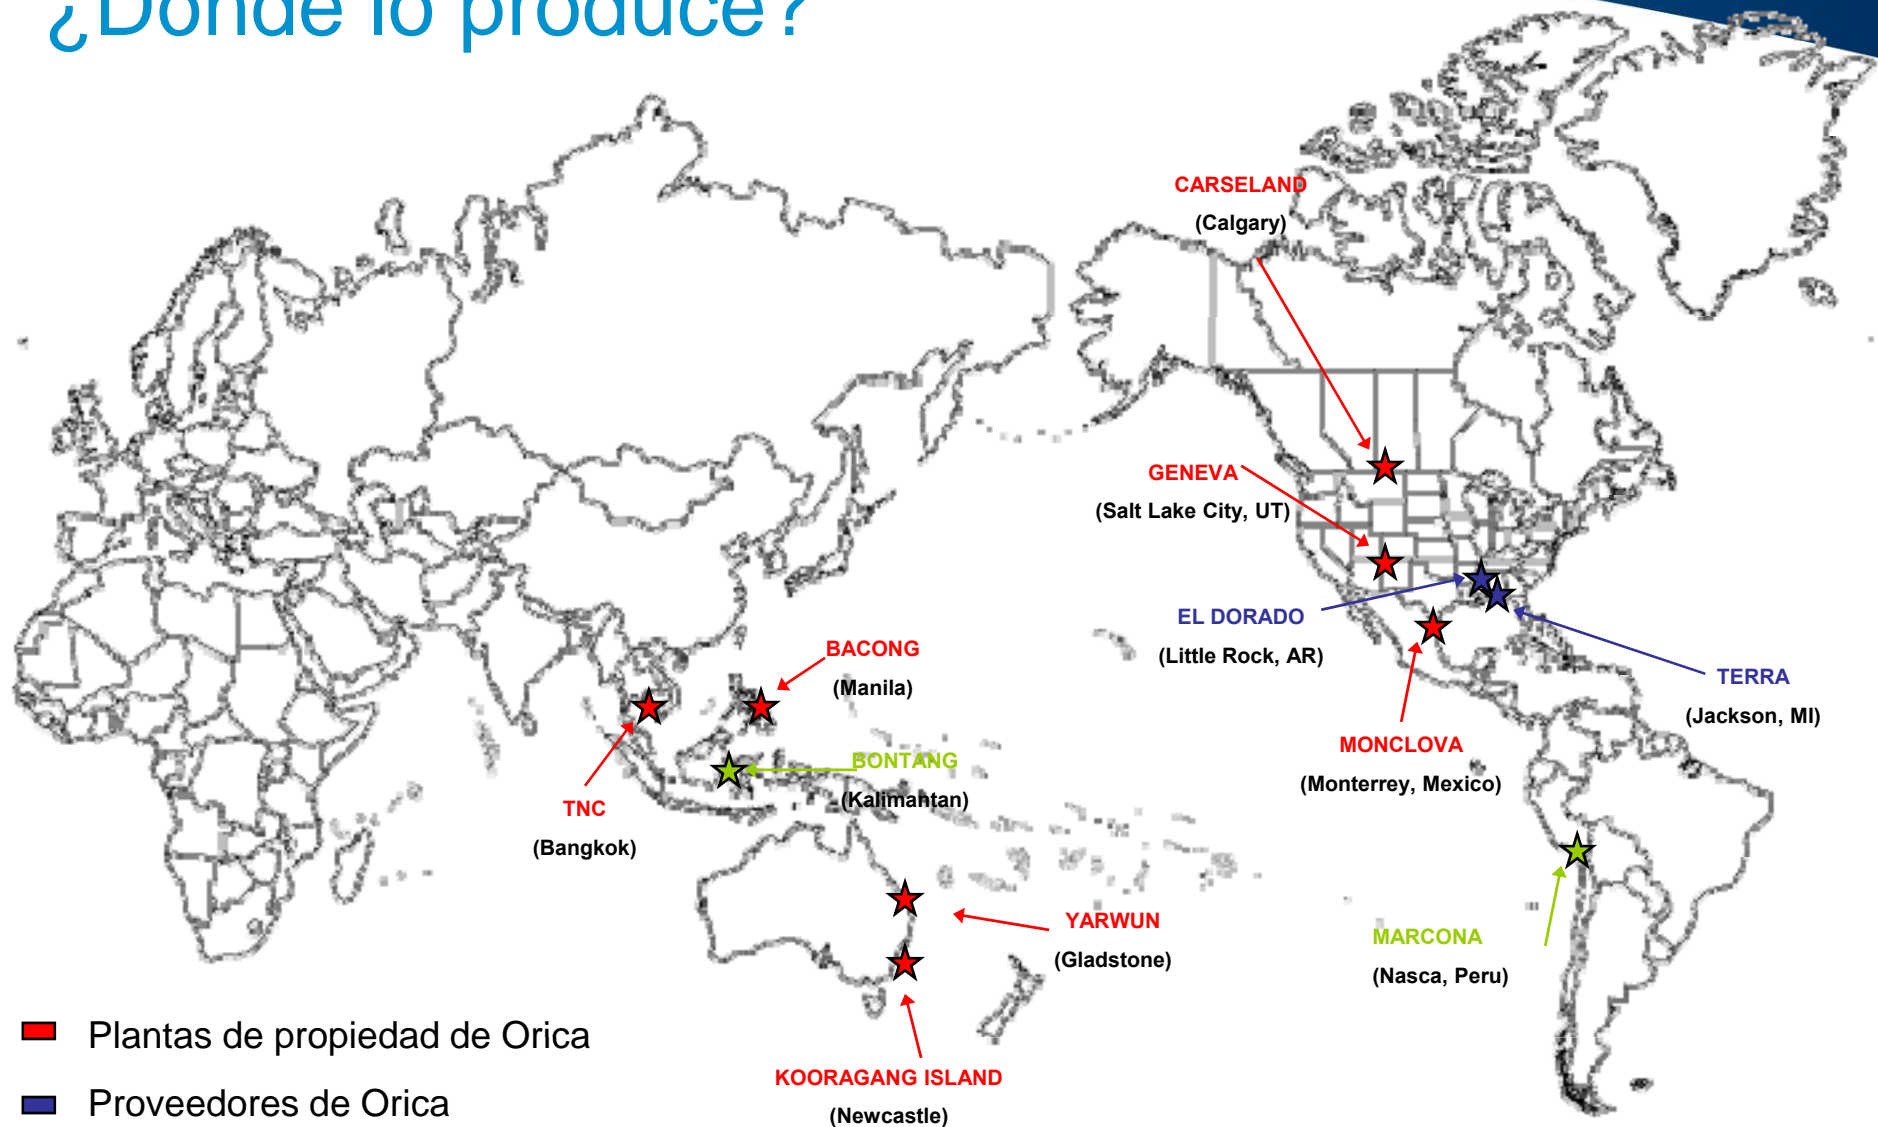 ¿Dónde lo produce?
CARSELAND
(Calgary)
GENEVA
(Salt Lake City, UT)
EL DORADO
(Little Rock, AR)
TERRA
(Jackson, MI)
MONCLOVA
(Monterrey, Mexico)
BACONG
(Manila)
BONTANG
(Kalimantan)
TNC
(Bangkok)
YARWUN
(Gladstone)
MARCONA
(Nasca, Peru)
KOORAGANG ISLAND
(Newcastle)
Plantas de propiedad de Orica
Proveedores de Orica